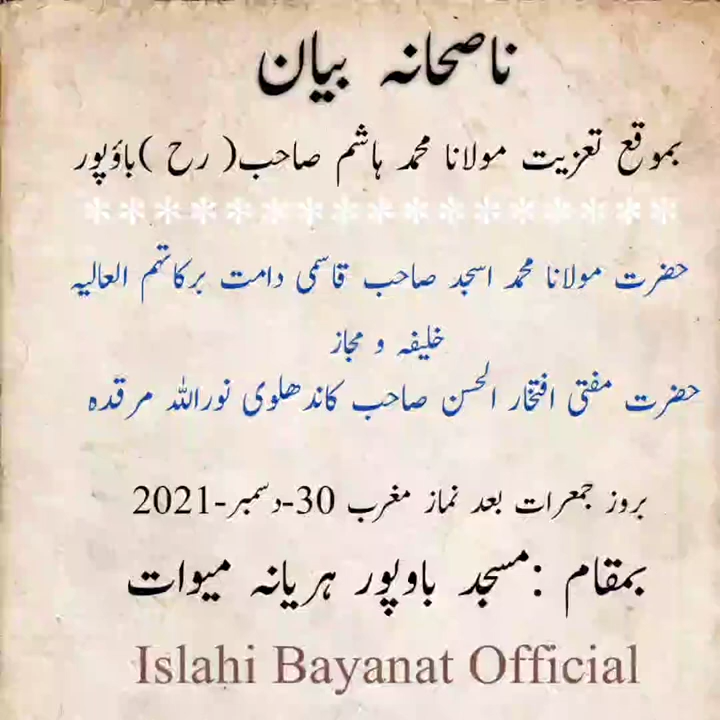 ناصحانہ بیان
بموقع تعزیت مولانا محمد ہاشم صاحب( رح )باؤپور
******************
حضرت مولانا محمد اسجد صاحب قاسمی دامت برکاتہم العالیہ
خلیفہ و مجاز
حضرت مفتی افتخار الحسن صاحب کاندھلوی نوراللہ مرقدہ
بروز جمعرات بعد نماز مغرب 30-دسمبر-2021
بمقام :مسجد باوپور ہریانہ میوات
Islahi Bayanat Official